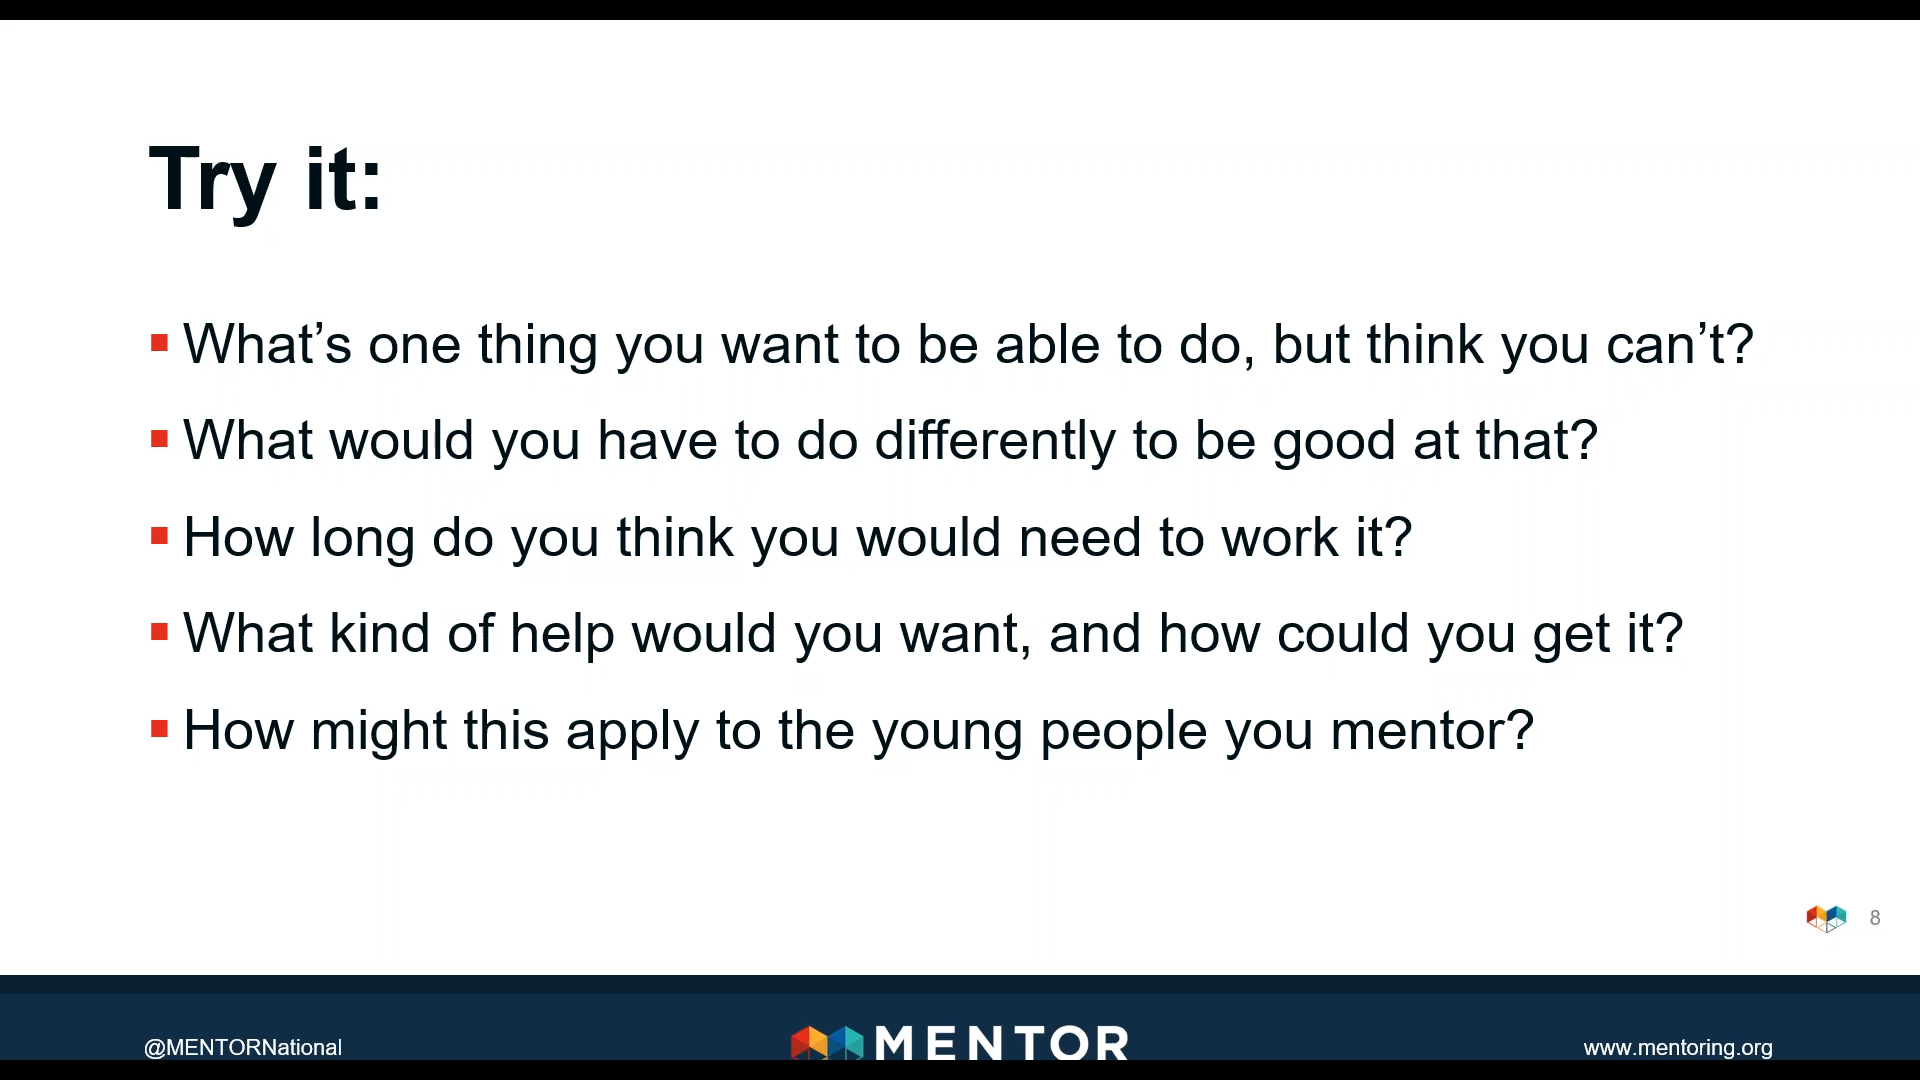 Try it:
What’s one thing you want to be able to do, but think you can’t?
What would you have to do differently to be good at that?
How long do you think you would need to work it?
What kind of help would you want, and how could you get it?
How might this apply to the young people you mentor?
8
@MENTORNational
MENTOR
www.mentoring.org